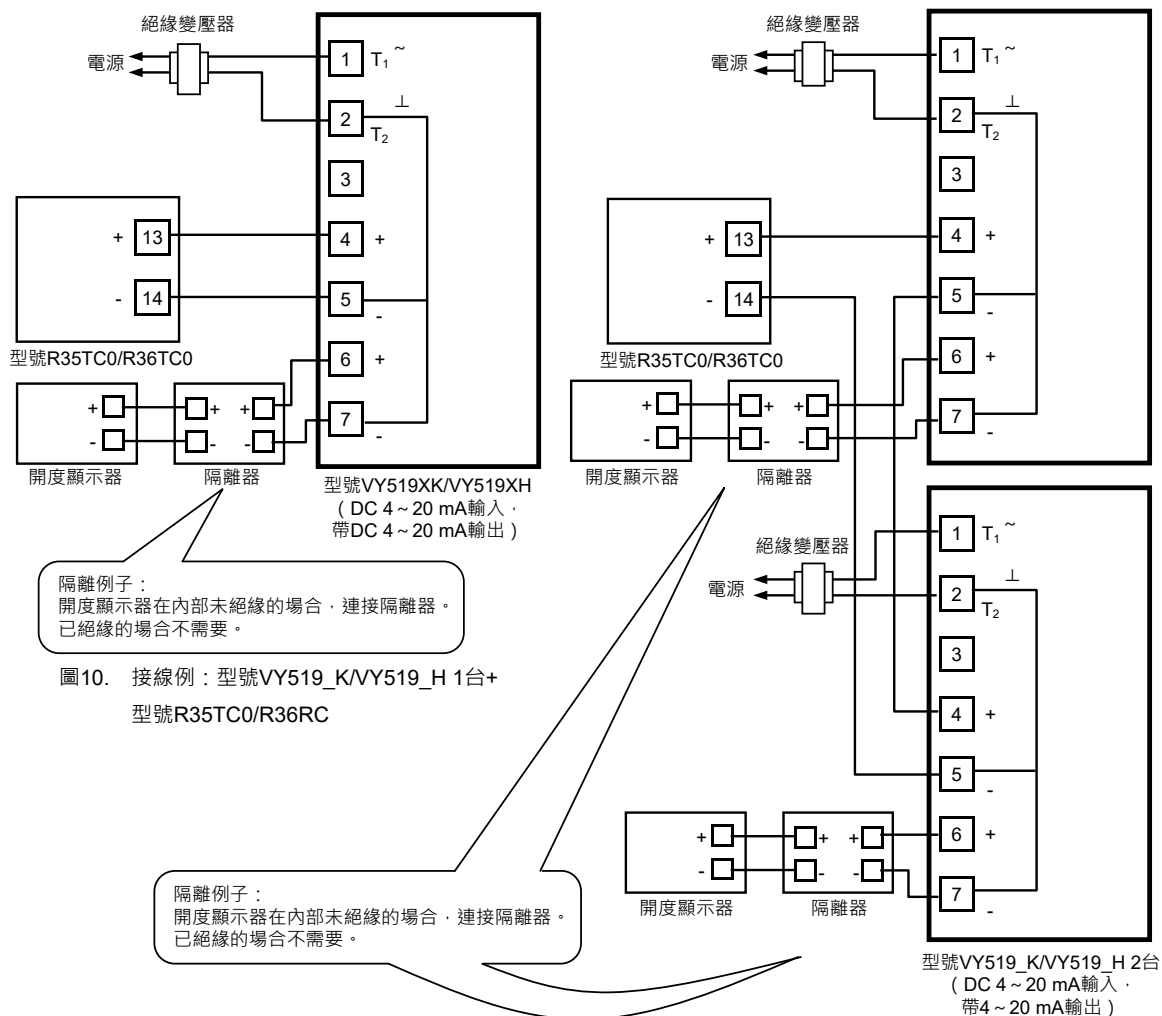 絕緣變壓器
電源
1 T₁ ~
2 T₂ ⊥
3
+ 13
4 +
- 14
5 -
型號R35TC0/R36TC0
6 +
+ + +
7 -
- - -
開度顯示器
隔離器
型號VY519XK/VY519XH
（DC 4～20 mA輸入，
帶DC 4～20 mA輸出）
隔離例子：
開度顯示器在內部未絕緣的場合，連接隔離器。
已絕緣的場合不需要。
圖10. 接線例：型號VY519_K/VY519_H 1台+
型號R35TC0/R36RC
絕緣變壓器
電源
1 T₁ ~
2 T₂ ⊥
3
+ 13
4 +
- 14
5 -
型號R35TC0/R36TC0
6 +
+ + +
7 -
- - -
開度顯示器
隔離器
絕緣變壓器
電源
1 T₁ ~
2 T₂ ⊥
3
4 +
5 -
6 +
+ + +
7 -
- - -
開度顯示器
隔離器
隔離例子：
開度顯示器在內部未絕緣的場合，連接隔離器。
已絕緣的場合不需要。
型號VY519_K/VY519_H 2台
（DC 4～20 mA輸入，
帶4～20 mA輸出）